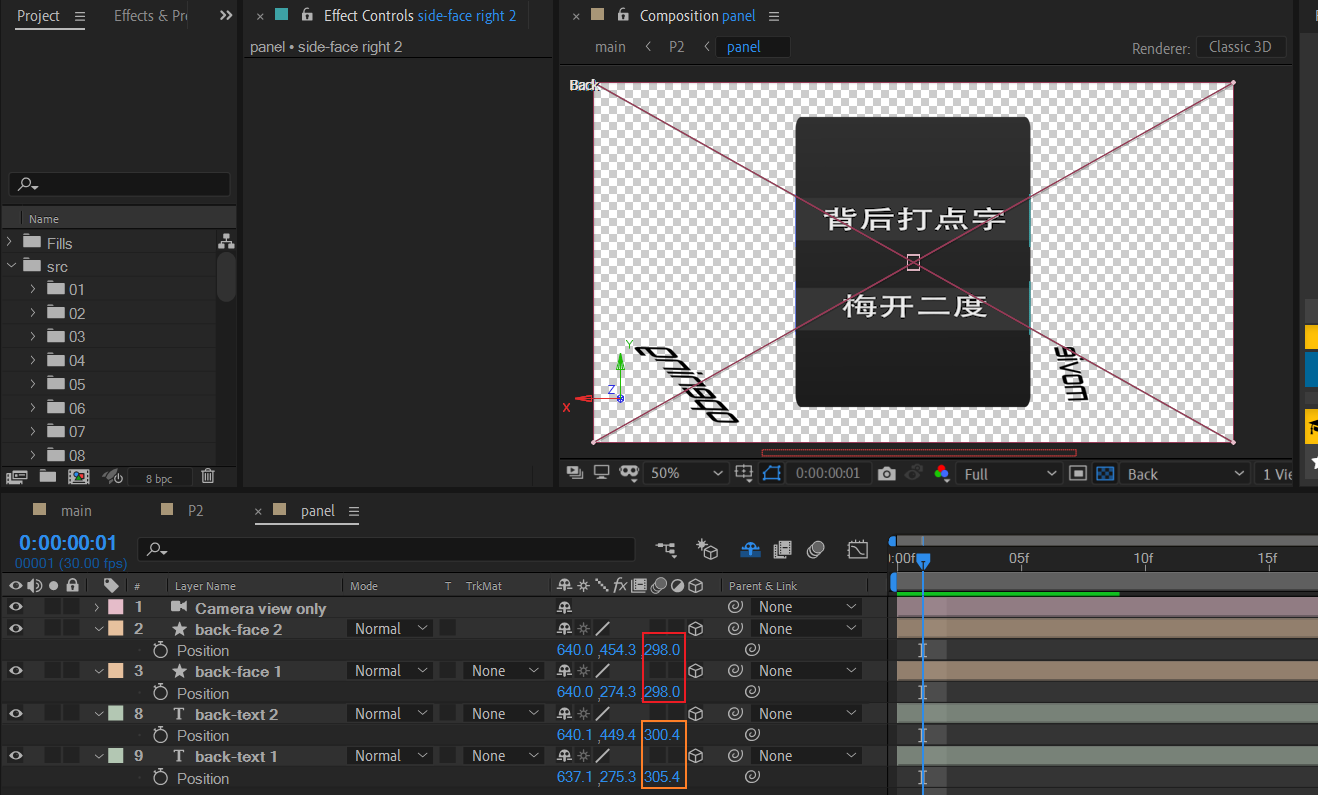 Project
Effects & Pr
Effect Controls side-face right 2
Composition panel
panel • side-face right 2
main
P2
panel
Renderer:
Classic 3D
Back
背后打点字
梅开二度
Y
Z
X
Name
Fills
src
01
02
03
04
05
06
07
08
8 bpc
50%
0:00:00:01
Full
Back
1 Vie
main
P2
panel
0:00:00:01
00001 (30.00 fps)
:00f
05f
10f
15f
#
Layer Name
Mode
T
TrkMat
fx
Parent & Link
1 Camera view only None
2 back-face 2 Normal None
Position 640.0 ,454.3 ,298.0
3 back-face 1 Normal None None
Position 640.0 ,274.3 ,298.0
8 T back-text 2 Normal None None
Position 640.1 ,449.4 ,300.4
9 T back-text 1 Normal None None
Position 637.1 ,275.3 ,305.4